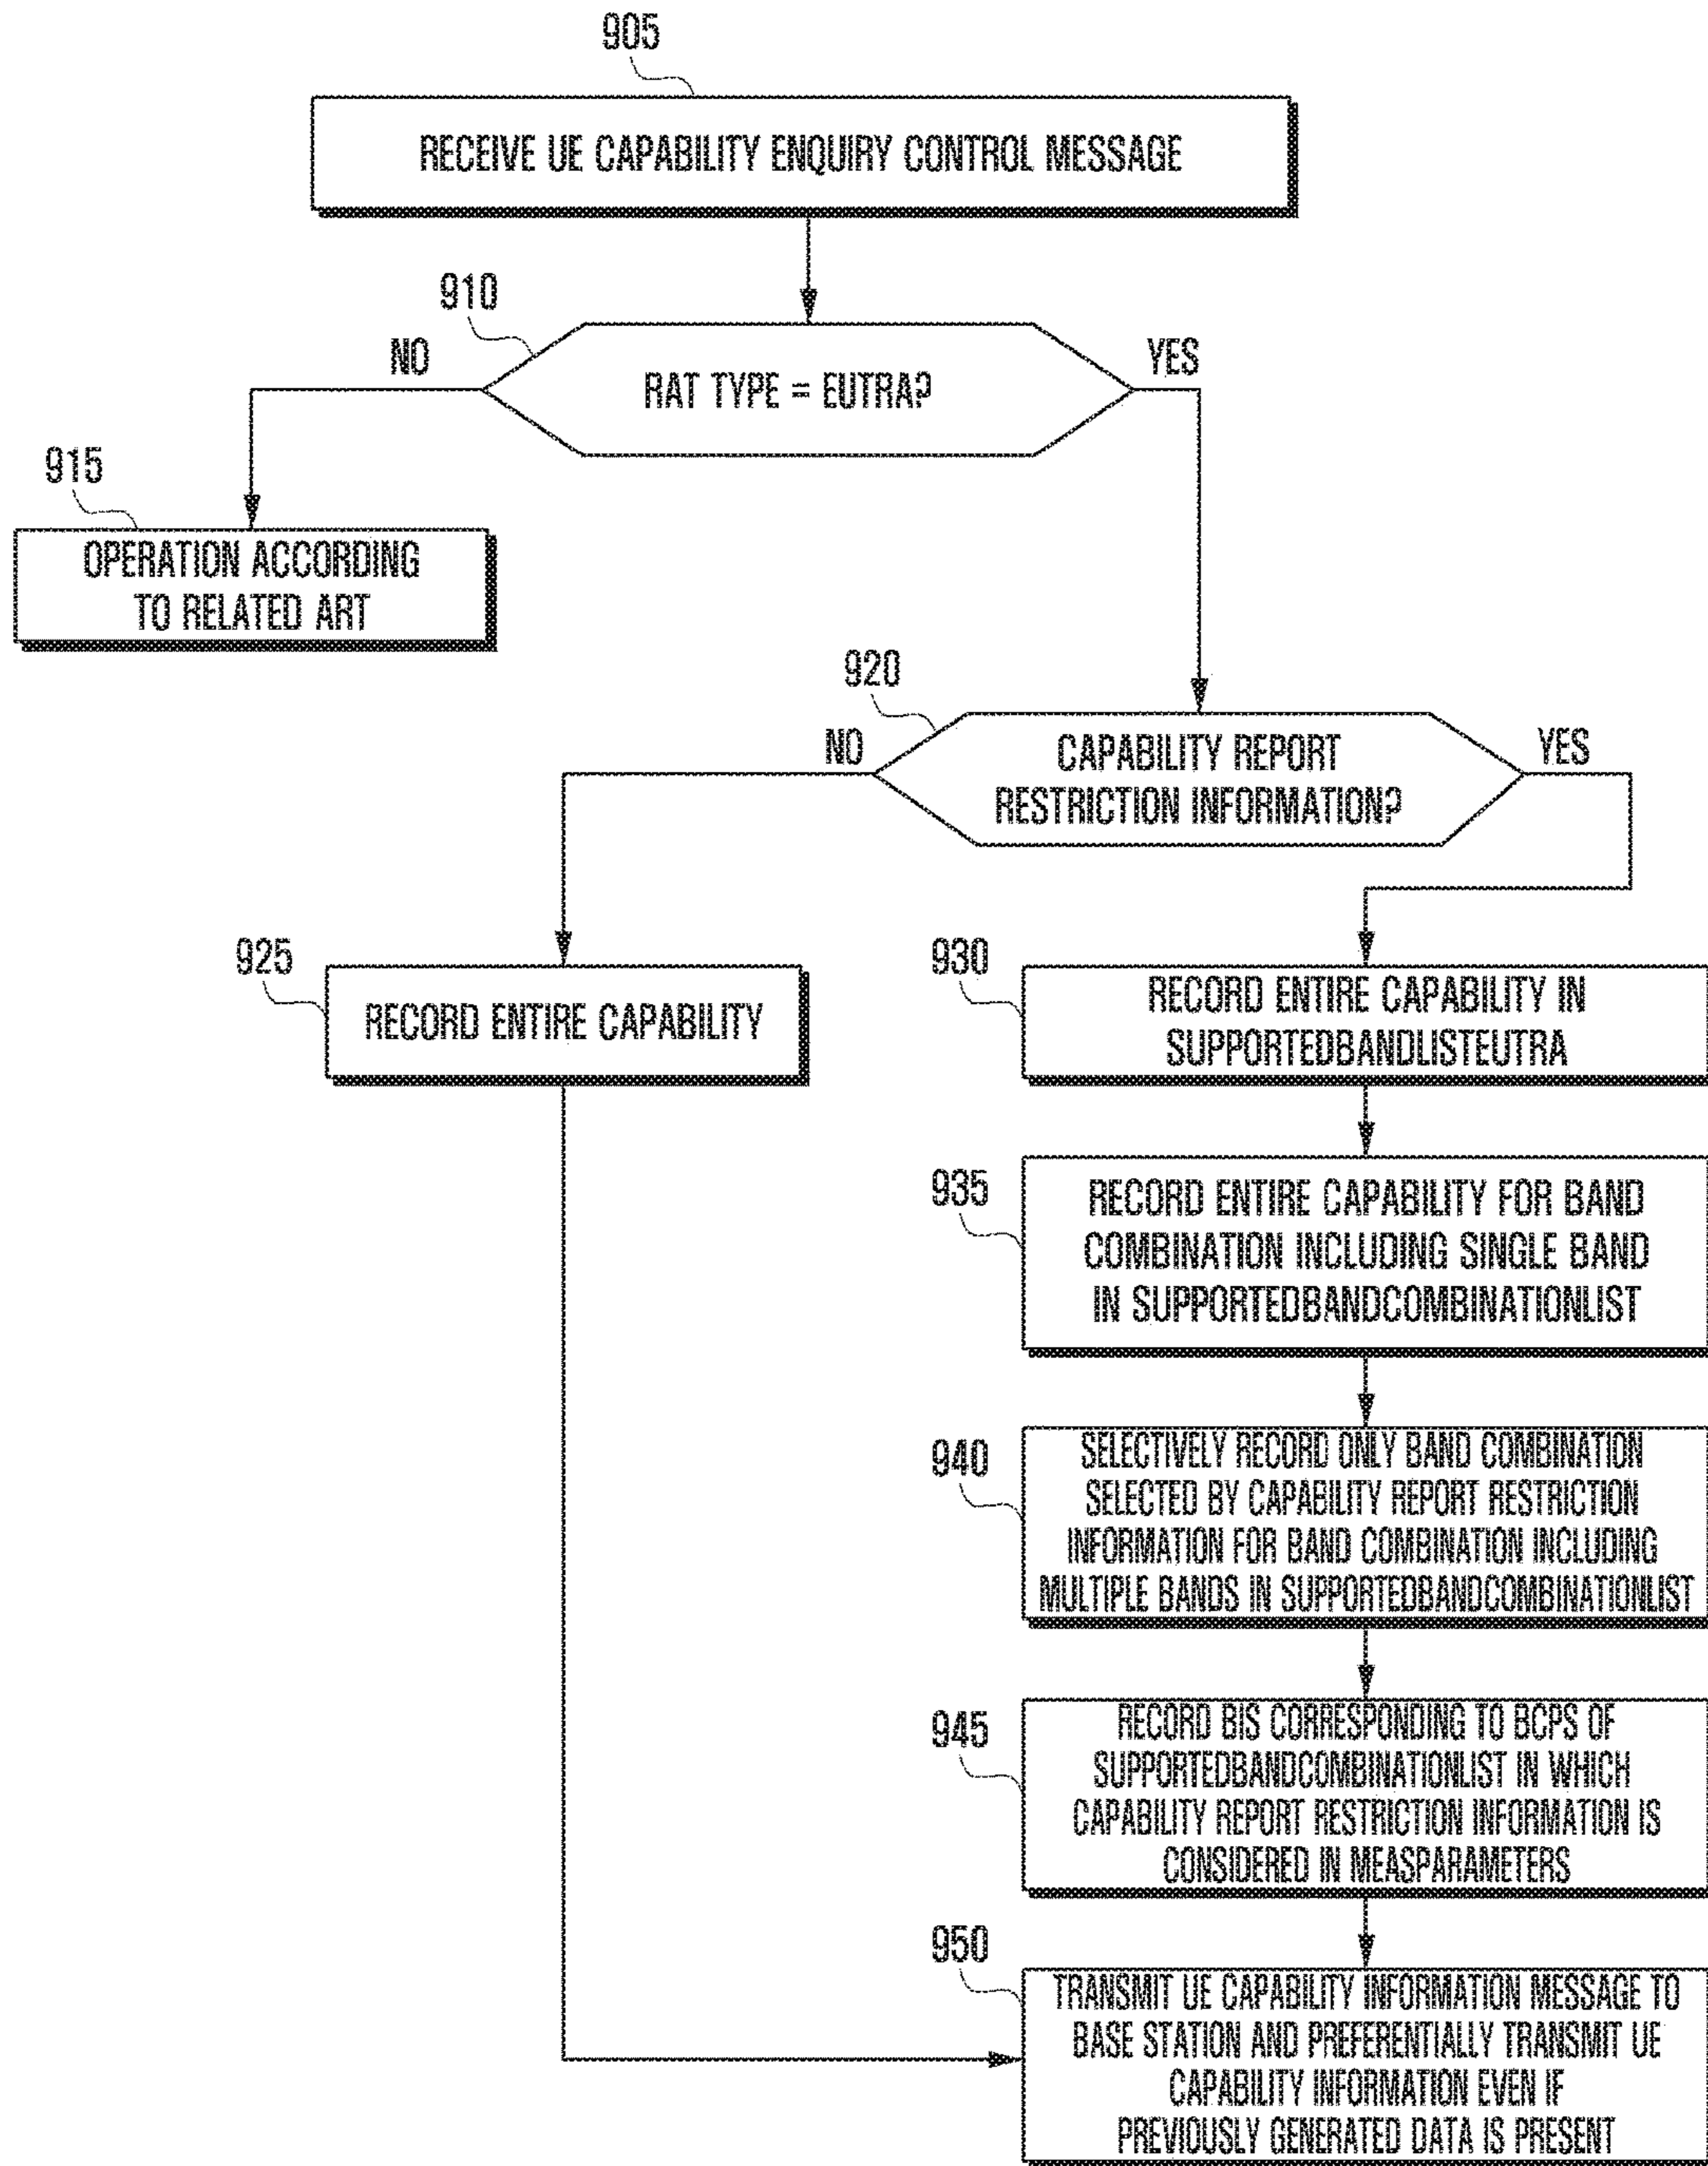 905
RECEIVE UE CAPABILITY ENQUIRY CONTROL MESSAGE
910
NO
YES
RAT TYPE = EUTRA?
915
OPERATION ACCORDING
TO RELATED ART
920
NO
YES
CAPABILITY REPORT
RESTRICTION INFORMATION?
925
RECORD ENTIRE CAPABILITY
930
RECORD ENTIRE CAPABILITY IN
SUPPORTEDBANDLISTEUTRA
935
RECORD ENTIRE CAPABILITY FOR BAND
COMBINATION INCLUDING SINGLE BAND
IN SUPPORTEDBANDCOMBINATIONLIST
940
SELECTIVELY RECORD ONLY BAND COMBINATION
SELECTED BY CAPABILITY REPORT RESTRICTION
INFORMATION FOR BAND COMBINATION INCLUDING
MULTIPLE BANDS IN SUPPORTEDBANDCOMBINATIONLIST
945
RECORD BIS CORRESPONDING TO BCPS OF
SUPPORTEDBANDCOMBINATIONLIST IN WHICH
CAPABILITY REPORT RESTRICTION INFORMATION IS
CONSIDERED IN MEASPARAMETERS
950
TRANSMIT UE CAPABILITY INFORMATION MESSAGE TO
BASE STATION AND PREFERENTIALLY TRANSMIT UE
CAPABILITY INFORMATION EVEN IF
PREVIOUSLY GENERATED DATA IS PRESENT